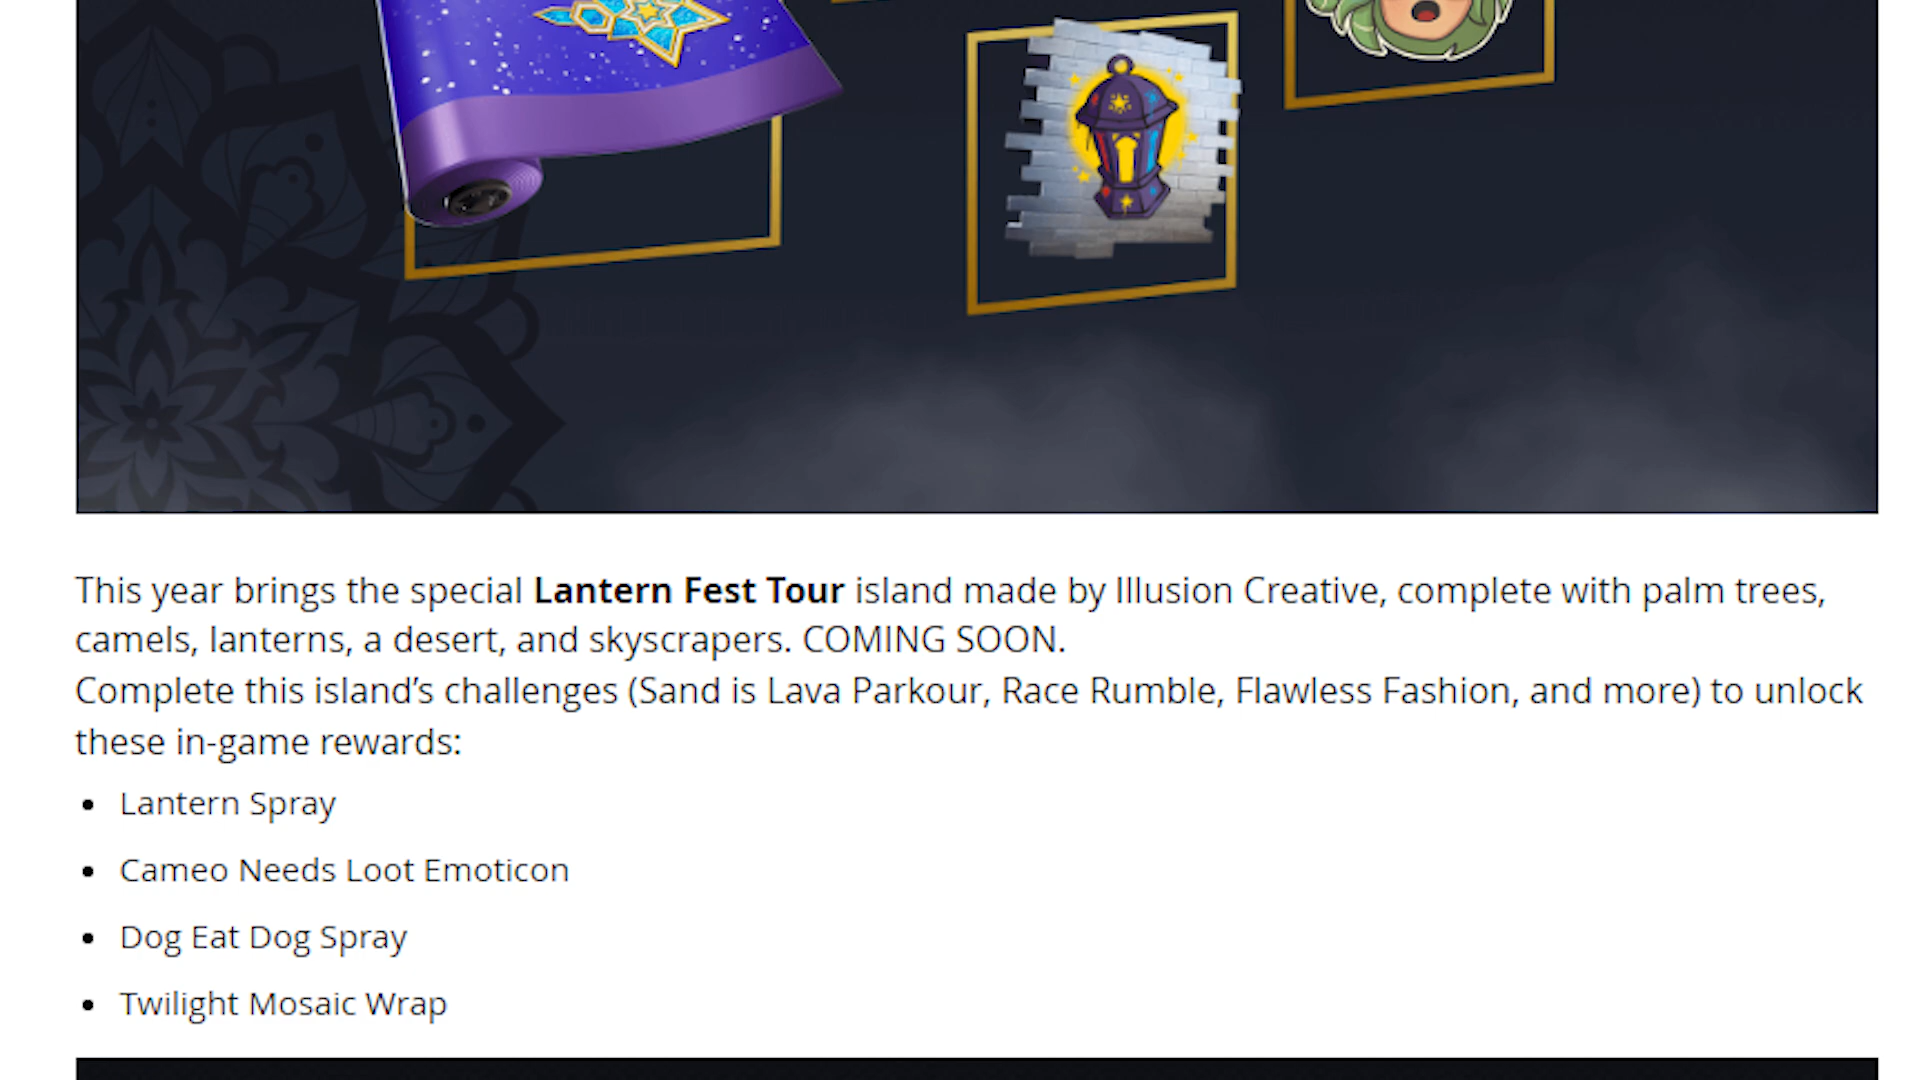 This year brings the special Lantern Fest Tour island made by Illusion Creative, complete with palm trees,
camels, lanterns, a desert, and skyscrapers. COMING SOON.
Complete this island’s challenges (Sand is Lava Parkour, Race Rumble, Flawless Fashion, and more) to unlock
these in-game rewards:
• Lantern Spray
• Cameo Needs Loot Emoticon
• Dog Eat Dog Spray
• Twilight Mosaic Wrap